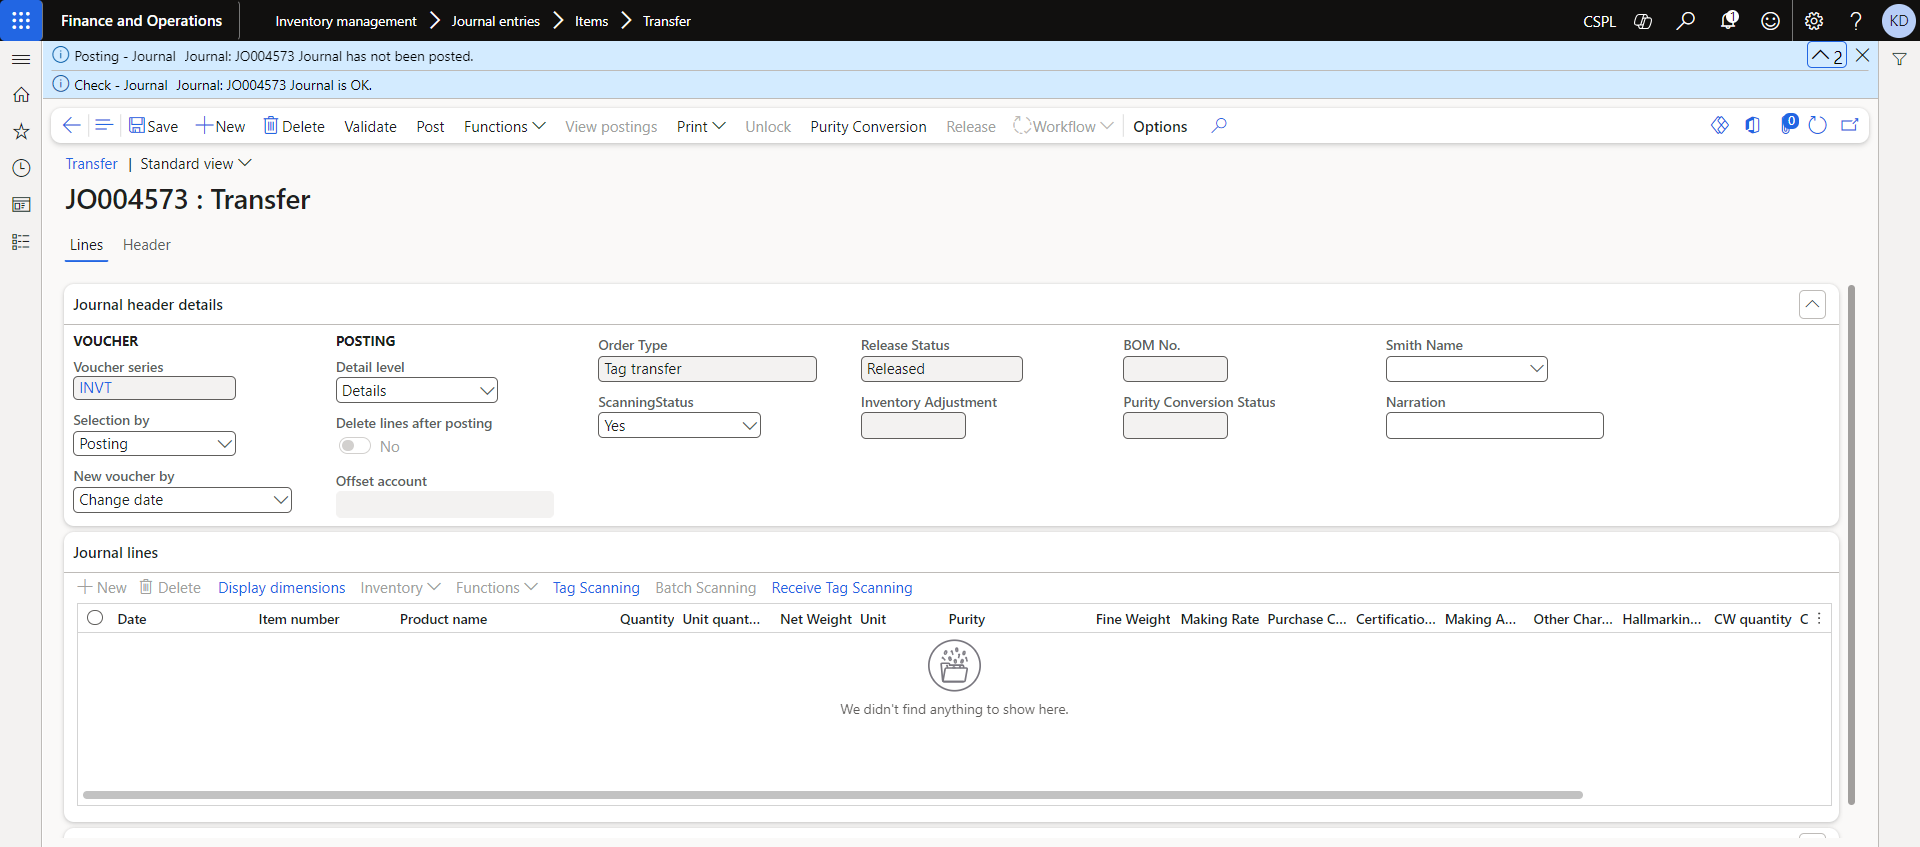 Finance and Operations
Inventory management Journal entries Items Transfer
CSPL
1
KD
Posting - Journal Journal: JO004573 Journal has not been posted.
2
Check - Journal Journal: JO004573 Journal is OK.
Save New Delete Validate Post Functions View postings Print Unlock Purity Conversion Release Workflow Options
0
Transfer | Standard view
JO004573 : Transfer
Lines Header
Journal header details
VOUCHER
Voucher series
INVT
Selection by
Posting
New voucher by
Change date
POSTING
Detail level
Details
Delete lines after posting
No
Offset account
Order Type
Tag transfer
ScanningStatus
Yes
Release Status
Released
Inventory Adjustment
BOM No.
Purity Conversion Status
Smith Name
Narration
Journal lines
New Delete Display dimensions Inventory Functions Tag Scanning Batch Scanning Receive Tag Scanning
Date Item number Product name Quantity Unit quant... Net Weight Unit Purity Fine Weight Making Rate Purchase C... Certificatio... Making A... Other Char... Hallmarkin... CW quantity C
We didn't find anything to show here.